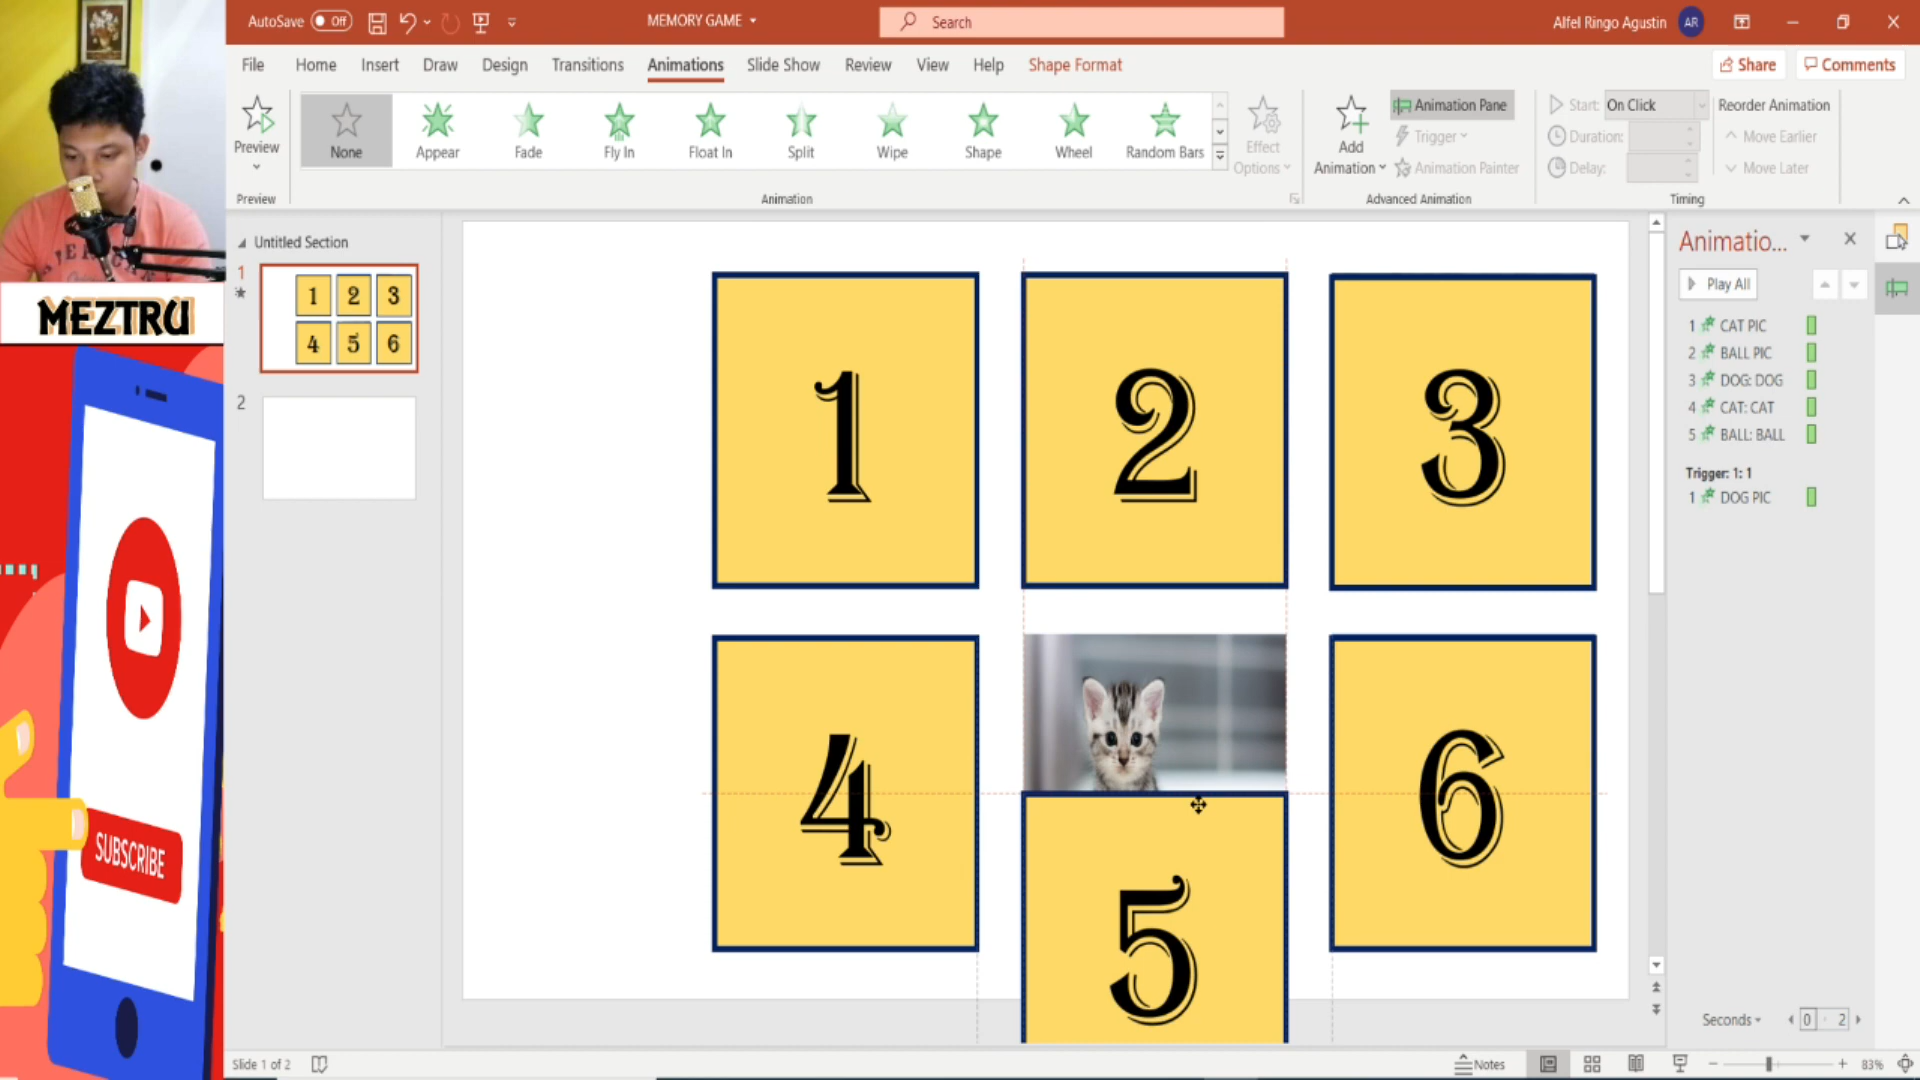 AutoSave Off
MEMORY GAME
Search
Alfel Ringo Agustin AR
File Home Insert Draw Design Transitions Animations Slide Show Review View Help Shape Format
Share Comments
Preview
Preview
None Appear Fade Fly In Float In Split Wipe Shape Wheel Random Bars
Animation
Effect
Options
Add
Animation
Animation Pane
Trigger
Animation Painter
Advanced Animation
Start: On Click
Duration:
Delay:
Reorder Animation
Move Earlier
Move Later
Timing
MEZTRU
SUBSCRIBE
Untitled Section
1
1 2 3
4 5 6
2
1 2 3
4 5 6
Animatio...
Play All
1 CAT PIC
2 BALL PIC
3 DOG: DOG
4 CAT: CAT
5 BALL: BALL
Trigger: 1: 1
1 DOG PIC
Seconds 0 2
Slide 1 of 2
Notes
83%